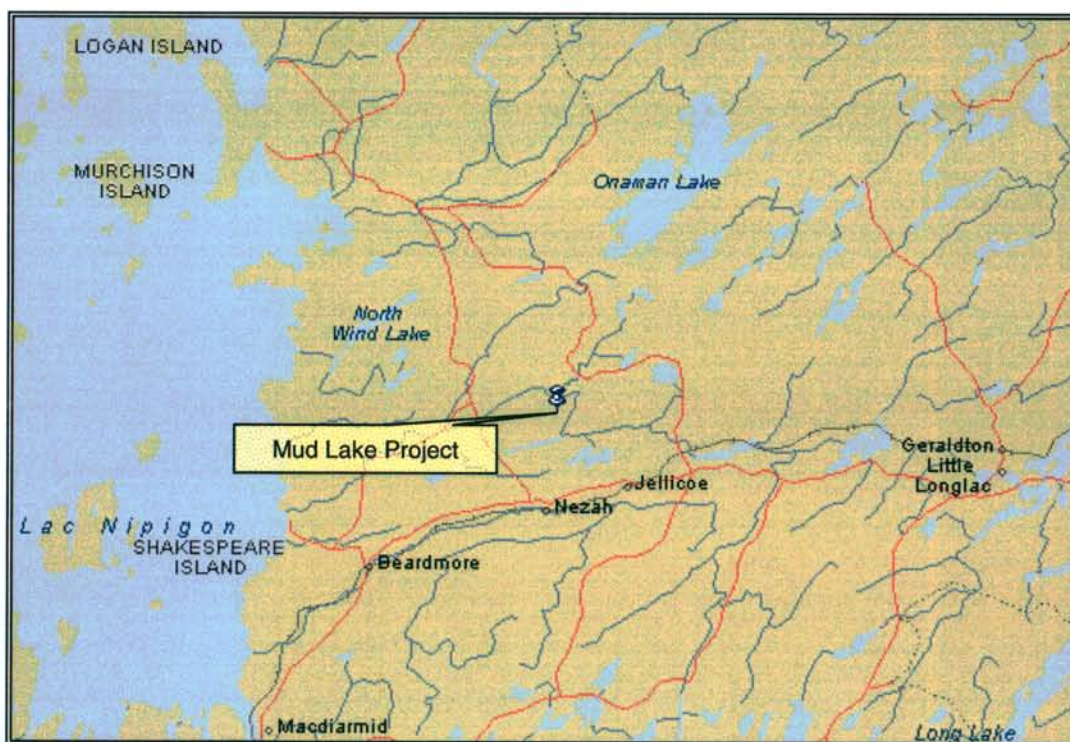 LOGAN ISLAND
MURCHISON
ISLAND
Onaman Lake
North
Wind Lake
Mud Lake Project
Geraldton
Little
Longlac
Jellicoe
Nezah
Lac Nipigon
SHAKESPEARE
ISLAND
Beardmore
Macdiarmid
Long Lake